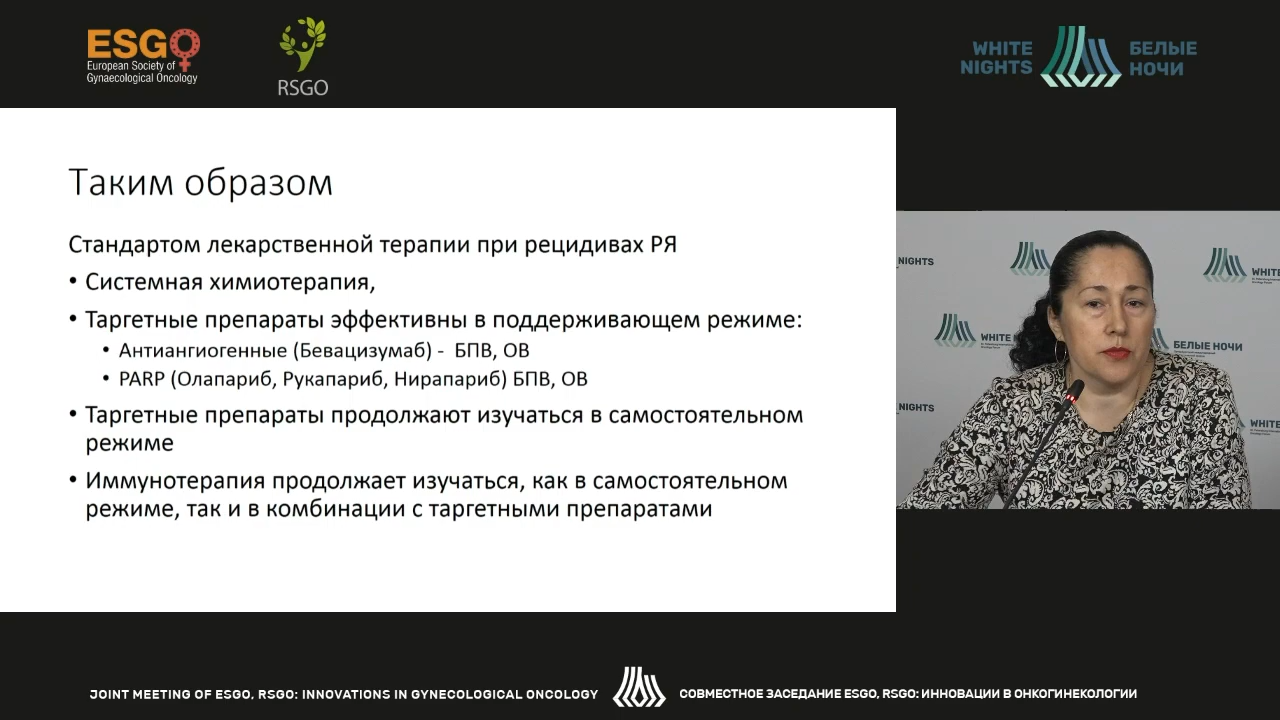 ESGO
European Society of
Gynaecological Oncology
RSGO
WHITE
NIGHTS
БЕЛЫЕ
НОЧИ
Таким образом
Стандартом лекарственной терапии при рецидивах РЯ
• Системная химиотерапия,
• Таргетные препараты эффективны в поддерживающем режиме:
• Антиангиогенные (Бевацизумаб) - БПВ, ОВ
• PARP (Олапариб, Рукапариб, Нирапариб) БПВ, ОВ
• Таргетные препараты продолжают изучаться в самостоятельном
режиме
• Иммунотерапия продолжает изучаться, как в самостоятельном
режиме, так и в комбинации с таргетными препаратами
NIGHTS
WHITE
WHITE
БЕЛЫЕ НОЧИ
NIGHTS
WHITE
JOINT MEETING OF ESGO, RSGO: INNOVATIONS IN GYNECOLOGICAL ONCOLOGY
СОВМЕСТНОЕ ЗАСЕДАНИЕ ESGO, RSGO: ИННОВАЦИИ В ОНКОГИНЕКОЛОГИИ